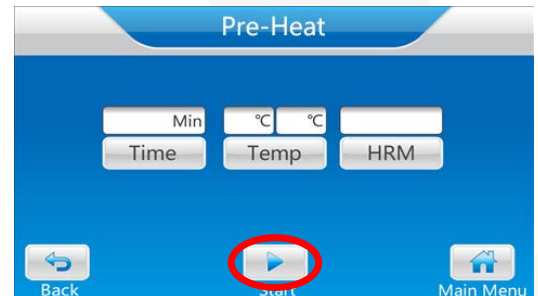 Pre-Heat
Min ℃ ℃
Time Temp HRM
Back Start Main Menu